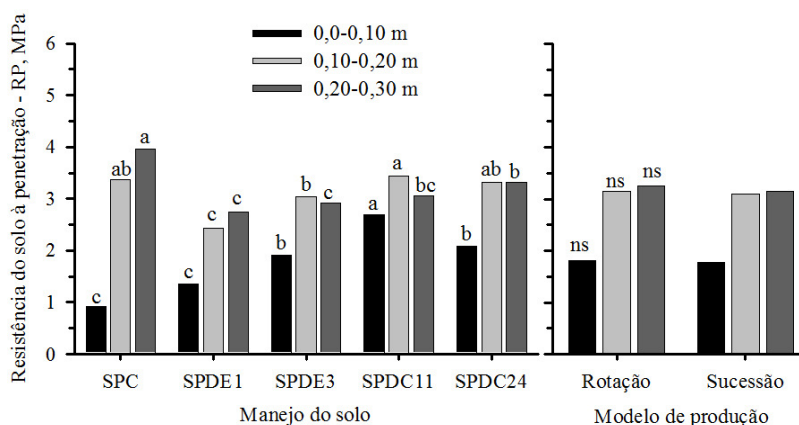 Resistência do solo à penetração - RP, MPa
6
5
4
3
2
1
0
0,0-0,10 m
0,10-0,20 m
0,20-0,30 m
c ab a
c c c
b b c
a a bc
b ab b
ns ns ns
SPC SPDE1 SPDE3 SPDC11 SPDC24 Rotação Sucessão
Manejo do solo Modelo de produção